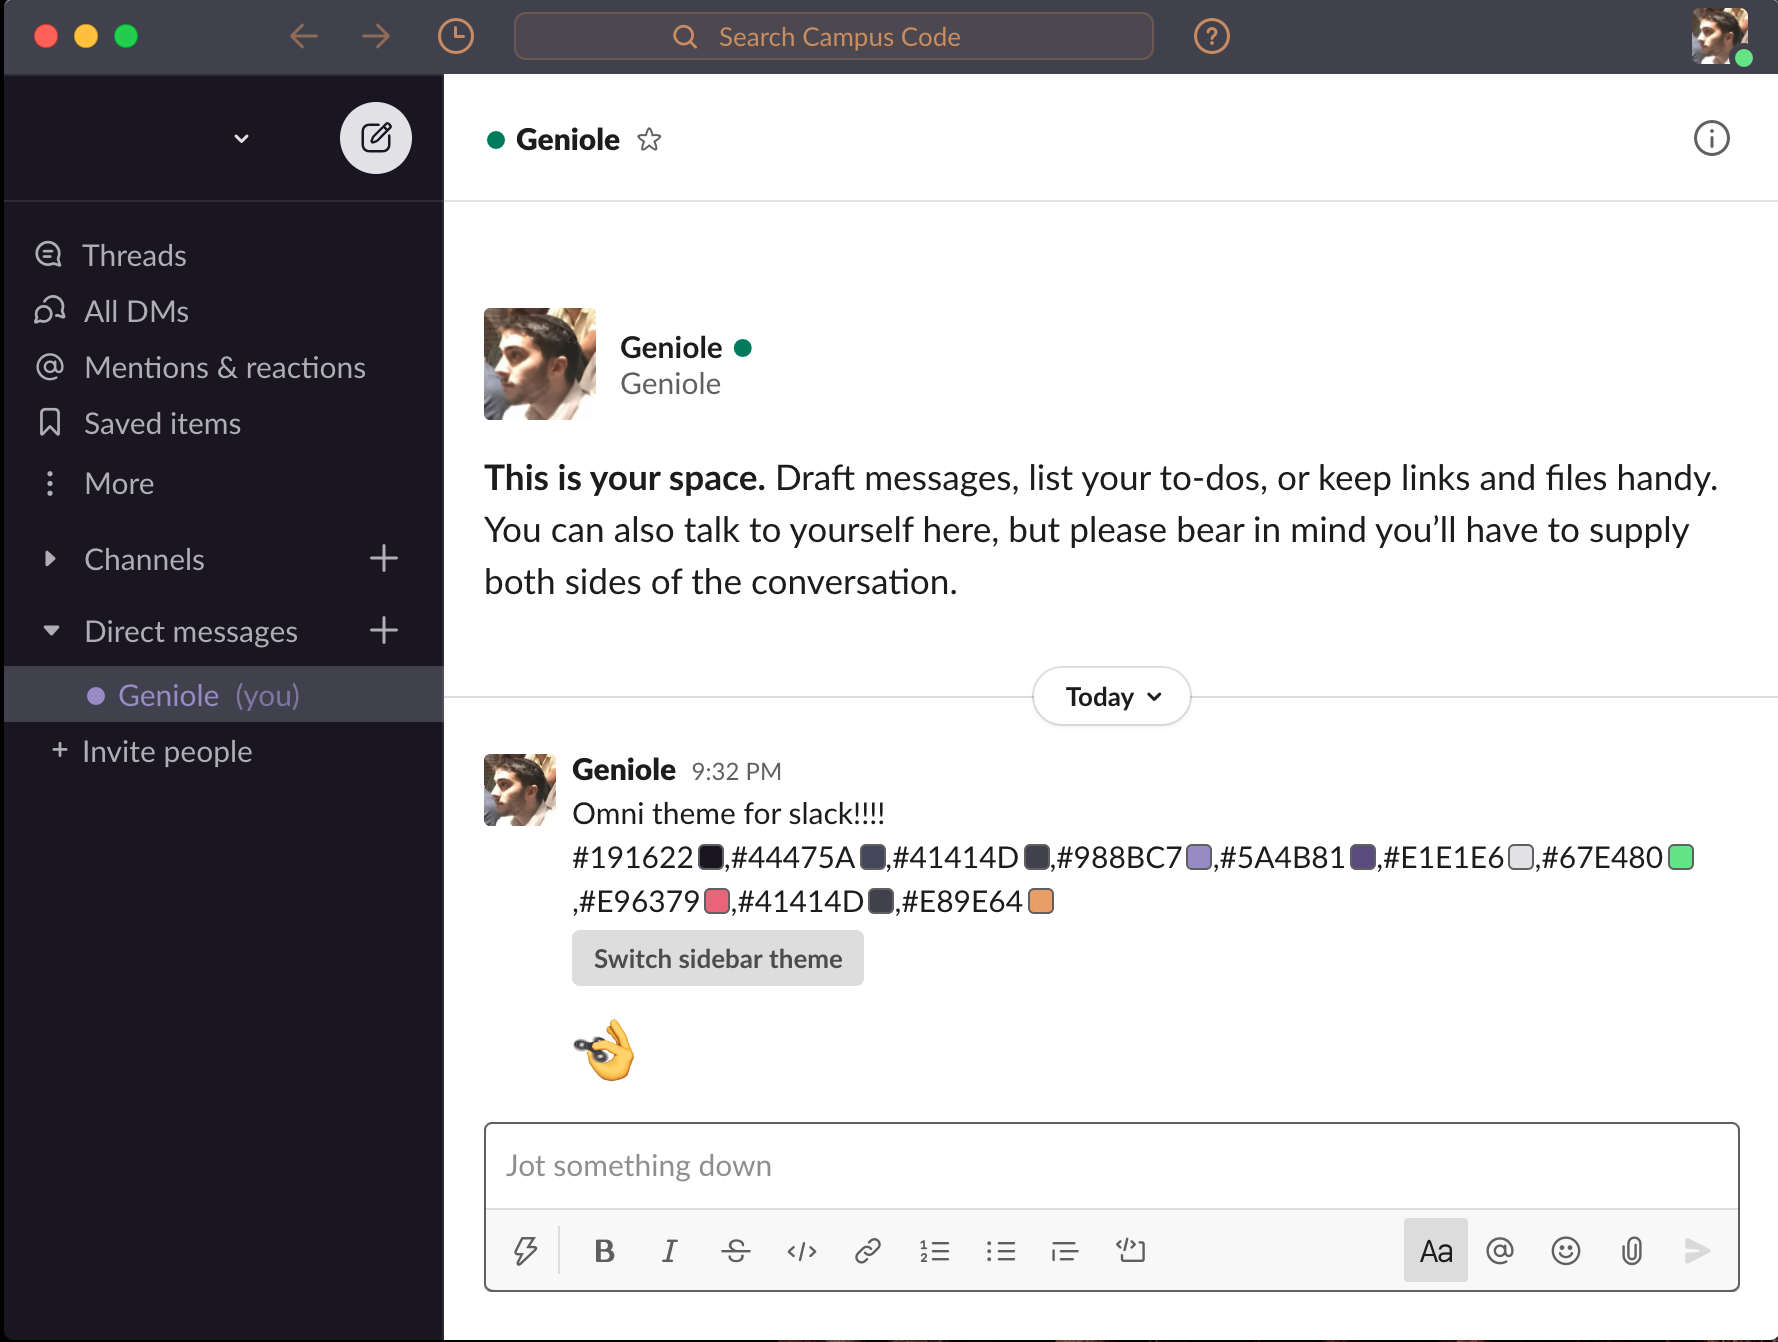 Search Campus Code
Geniole
Threads
All DMs
Mentions & reactions
Saved items
More
Channels
Direct messages
Geniole (you)
Invite people
Geniole
Geniole
This is your space. Draft messages, list your to-dos, or keep links and files handy.
You can also talk to yourself here, but please bear in mind you’ll have to supply
both sides of the conversation.
Today
Geniole 9:32 PM
Omni theme for slack!!!!
#191622,#44475A,#41414D,#988BC7,#5A4B81,#E1E1E6,#67E480
,#E96379,#41414D,#E89E64
Switch sidebar theme
Jot something down
B I S Aa